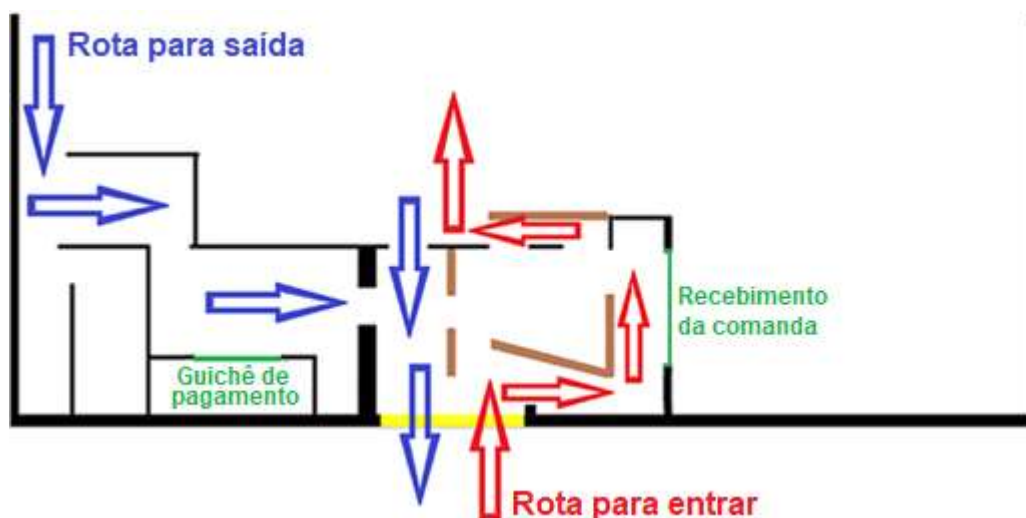 Rota para saída
Recebimento
da comanda
Guichê de
pagamento
Rota para entrar